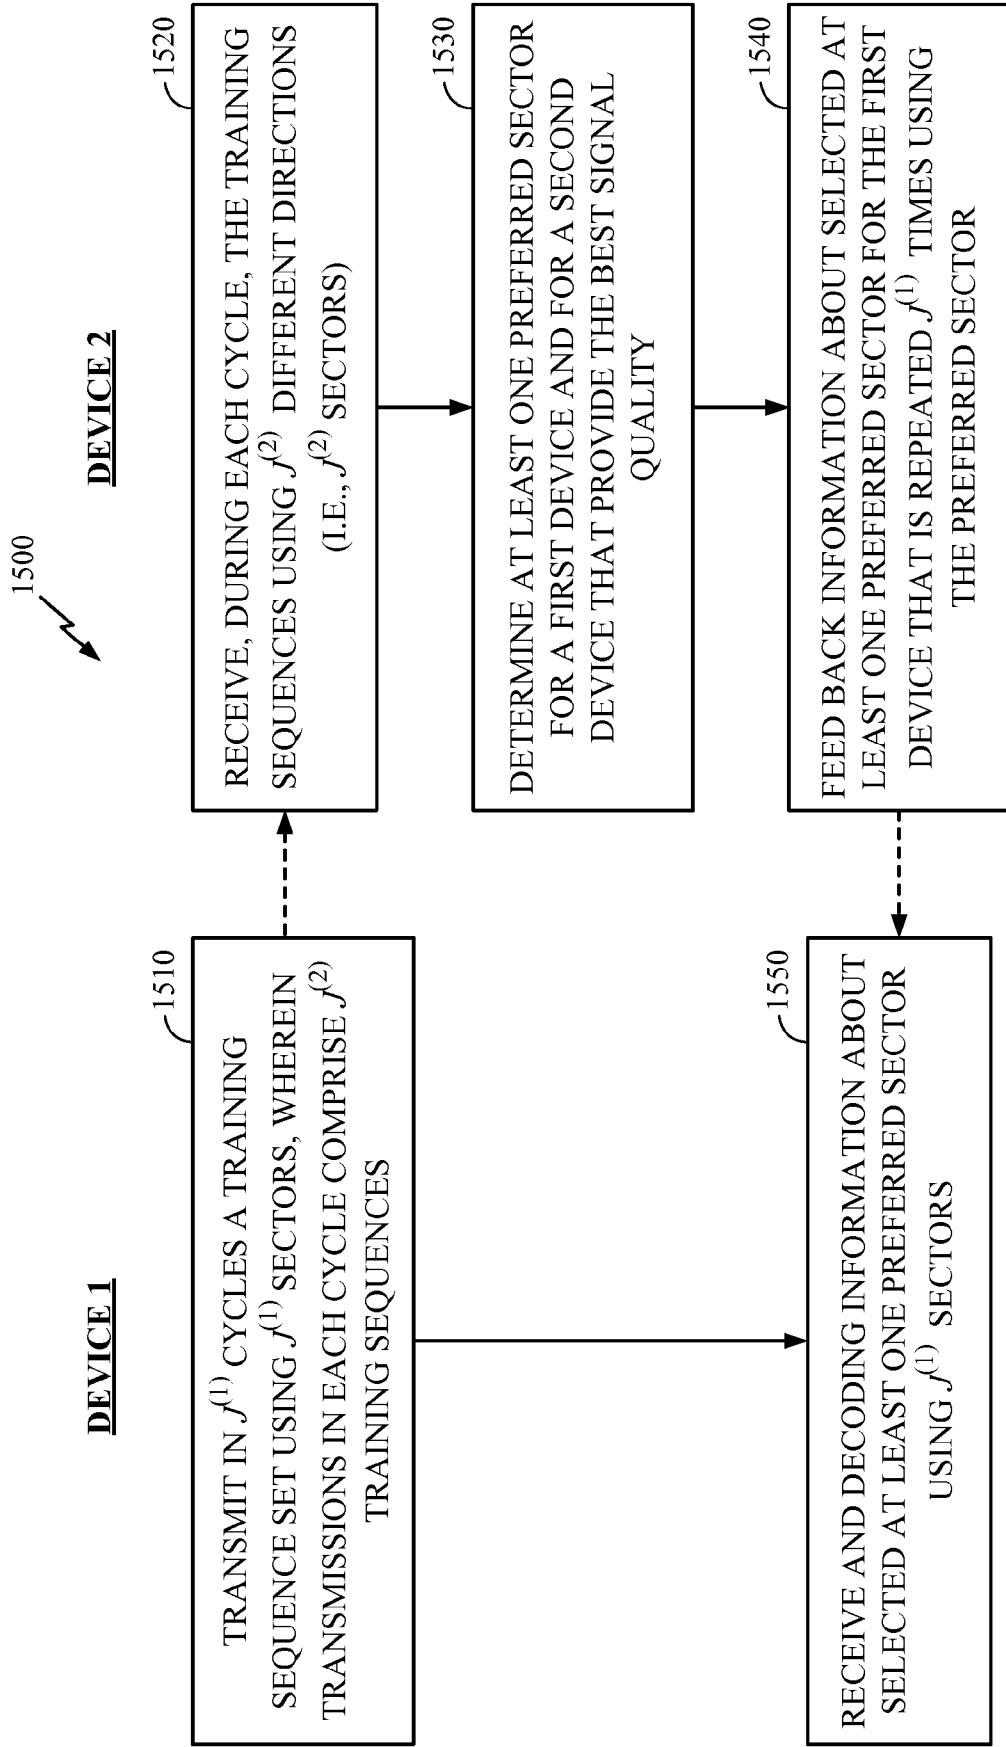 1500
DEVICE 1
DEVICE 2
1510
TRANSMIT IN J(1) CYCLES A TRAINING
SEQUENCE SET USING J(1) SECTORS, WHEREIN
TRANSMISSIONS IN EACH CYCLE COMPRISE J(2)
TRAINING SEQUENCES
1520
RECEIVE, DURING EACH CYCLE, THE TRAINING
SEQUENCES USING J(2) DIFFERENT DIRECTIONS
(I.E., J(2) SECTORS)
1530
DETERMINE AT LEAST ONE PREFERRED SECTOR
FOR A FIRST DEVICE AND FOR A SECOND
DEVICE THAT PROVIDE THE BEST SIGNAL
QUALITY
1540
FEED BACK INFORMATION ABOUT SELECTED AT
LEAST ONE PREFERRED SECTOR FOR THE FIRST
DEVICE THAT IS REPEATED J(1) TIMES USING
THE PREFERRED SECTOR
1550
RECEIVE AND DECODING INFORMATION ABOUT
SELECTED AT LEAST ONE PREFERRED SECTOR
USING J(1) SECTORS